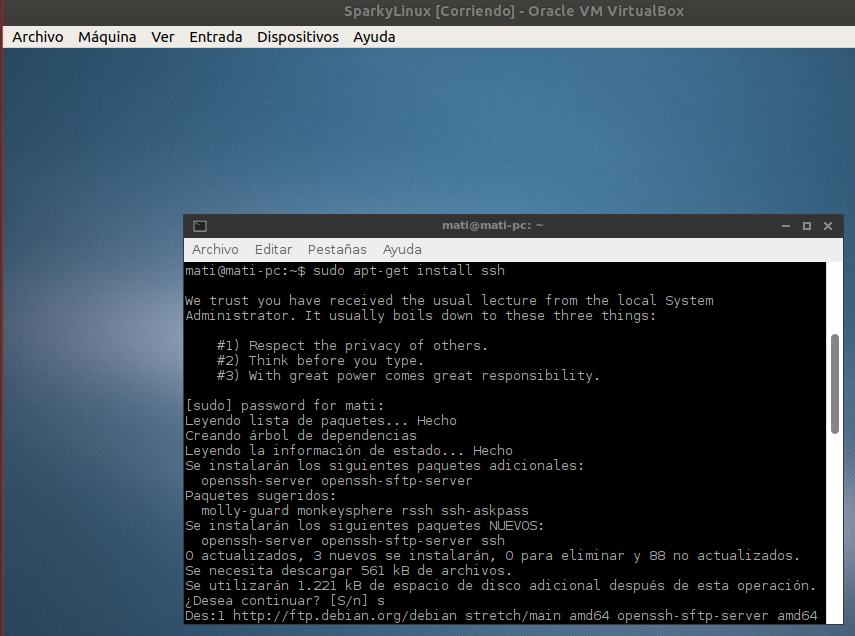 SparkyLinux [Corriendo] - Oracle VM VirtualBox
Archivo Máquina Ver Entrada Dispositivos Ayuda
mati@mati-pc: ~
Archivo Editar Pestañas Ayuda
mati@mati-pc:~$ sudo apt-get install ssh
We trust you have received the usual lecture from the local System
Administrator. It usually boils down to these three things:
#1) Respect the privacy of others.
#2) Think before you type.
#3) With great power comes great responsibility.
[sudo] password for mati:
Leyendo lista de paquetes... Hecho
Creando árbol de dependencias
Leyendo la información de estado... Hecho
Se instalarán los siguientes paquetes adicionales:
openssh-server openssh-sftp-server
Paquetes sugeridos:
molly-guard monkeysphere rssh ssh-askpass
Se instalarán los siguientes paquetes NUEVOS:
openssh-server openssh-sftp-server ssh
0 actualizados, 3 nuevos se instalarán, 0 para eliminar y 88 no actualizados.
Se necesita descargar 561 kB de archivos.
Se utilizarán 1.221 kB de espacio de disco adicional después de esta operación.
¿Desea continuar? [S/n] s
Des:1 http://ftp.debian.org/debian stretch/main amd64 openssh-sftp-server amd64